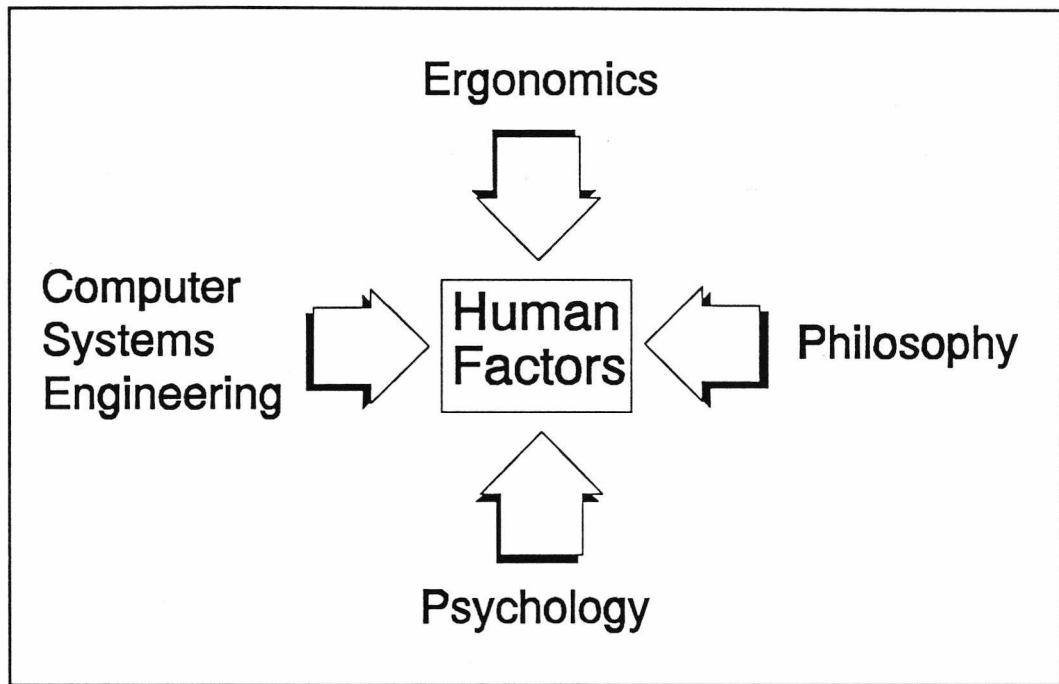 Ergonomics
Computer
Systems
Engineering
Human
Factors
Philosophy
Psychology